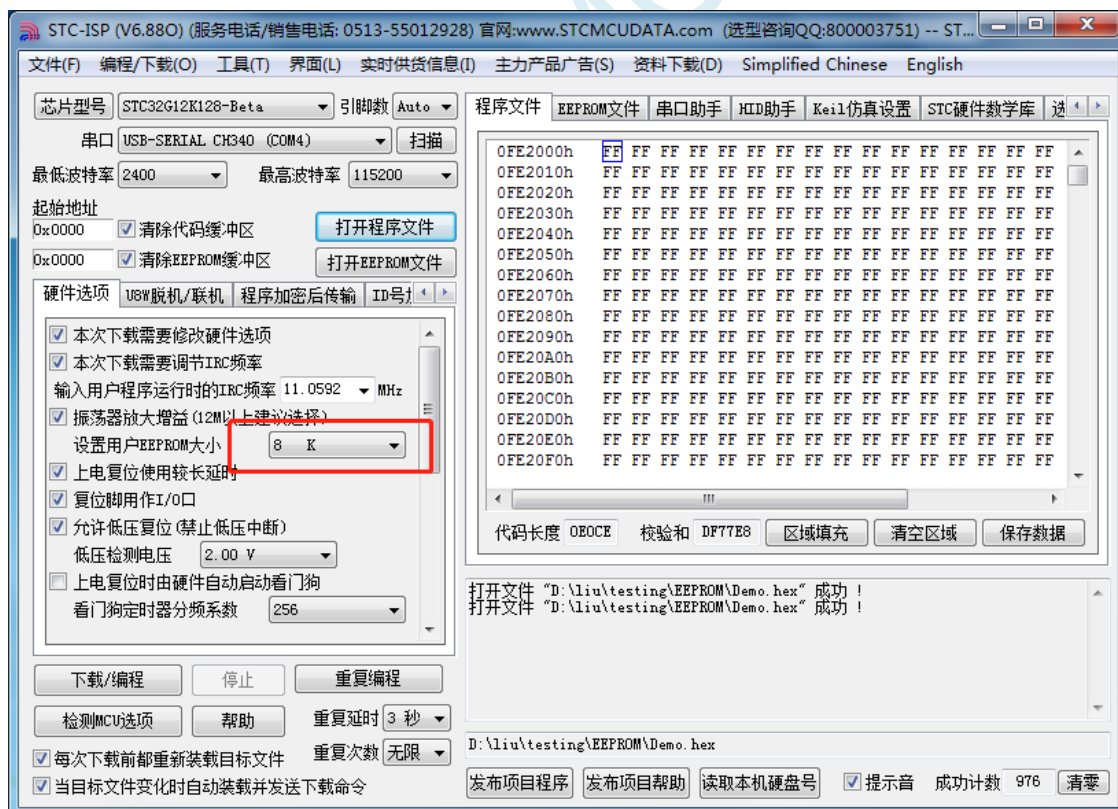 STC-ISP (V6.88O) (服务电话/销售电话: 0513-55012928) 官网:www.STCMCUDATA.com (选型咨询QQ:800003751) -- ST...
文件(F) 编程/下载(O) 工具(T) 界面(L) 实时供货信息(I) 主力产品广告(S) 资料下载(D) Simplified Chinese English
芯片型号 STC32G12K128-Beta 引脚数 Auto
串口 USB-SERIAL CH340 (COM4) 扫描
最低波特率 2400 最高波特率 115200
起始地址
0x0000 清除代码缓冲区 打开程序文件
0x0000 清除EEPROM缓冲区 打开EEPROM文件
硬件选项 U8W脱机/联机 程序加密后传输 ID号
本次下载需要修改硬件选项
本次下载需要调节IRC频率
输入用户程序运行时的IRC频率 11.0592 MHz
振荡器放大增益(12M以上建议选择)
设置用户EEPROM大小 8 K
上电复位使用较长延时
复位脚用作I/O口
允许低压复位(禁止低压中断)
低压检测电压 2.00 V
上电复位时由硬件自动启动看门狗
看门狗定时器分频系数 256
下载/编程 停止 重复编程
检测MCU选项 帮助 重复延时 3 秒
每次下载前都重新装载目标文件 重复次数 无限
当目标文件变化时自动装载并发送下载命令
程序文件 EEPROM文件 串口助手 HID助手 Keil仿真设置 STC硬件数学库 选
0FE2000h FF FF FF FF FF FF FF FF FF FF FF FF FF FF FF FF
0FE2010h FF FF FF FF FF FF FF FF FF FF FF FF FF FF FF FF
0FE2020h FF FF FF FF FF FF FF FF FF FF FF FF FF FF FF FF
0FE2030h FF FF FF FF FF FF FF FF FF FF FF FF FF FF FF FF
0FE2040h FF FF FF FF FF FF FF FF FF FF FF FF FF FF FF FF
0FE2050h FF FF FF FF FF FF FF FF FF FF FF FF FF FF FF FF
0FE2060h FF FF FF FF FF FF FF FF FF FF FF FF FF FF FF FF
0FE2070h FF FF FF FF FF FF FF FF FF FF FF FF FF FF FF FF
0FE2080h FF FF FF FF FF FF FF FF FF FF FF FF FF FF FF FF
0FE2090h FF FF FF FF FF FF FF FF FF FF FF FF FF FF FF FF
0FE20A0h FF FF FF FF FF FF FF FF FF FF FF FF FF FF FF FF
0FE20B0h FF FF FF FF FF FF FF FF FF FF FF FF FF FF FF FF
0FE20C0h FF FF FF FF FF FF FF FF FF FF FF FF FF FF FF FF
0FE20D0h FF FF FF FF FF FF FF FF FF FF FF FF FF FF FF FF
0FE20E0h FF FF FF FF FF FF FF FF FF FF FF FF FF FF FF FF
0FE20F0h FF FF FF FF FF FF FF FF FF FF FF FF FF FF FF FF
代码长度 0E0CE 校验和 DF77E8 区域填充 清空区域 保存数据
打开文件 "D:\liu\testing\EEPROM\Demo.hex" 成功 !
打开文件 "D:\liu\testing\EEPROM\Demo.hex" 成功 !
D:\liu\testing\EEPROM\Demo.hex
发布项目程序 发布项目帮助 读取本机硬盘号 提示音 成功计数 976 清零